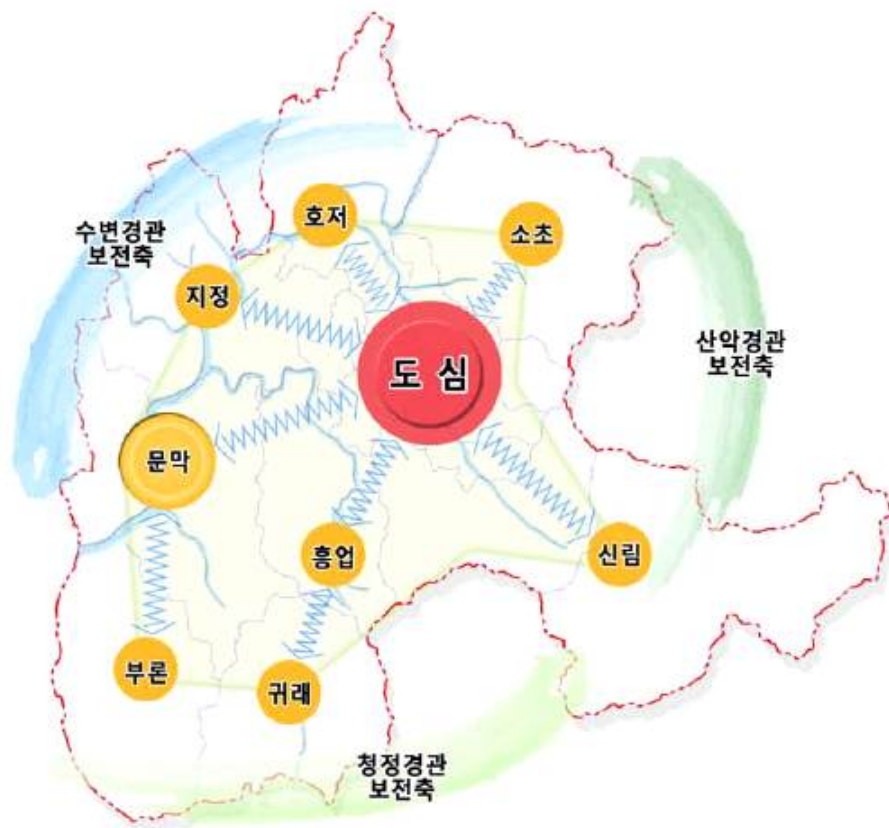 호저
소초
수변경관
보전축
지정
산악경관
보전축
도 심
문막
흥업
신림
부론
귀래
청정경관
보전축